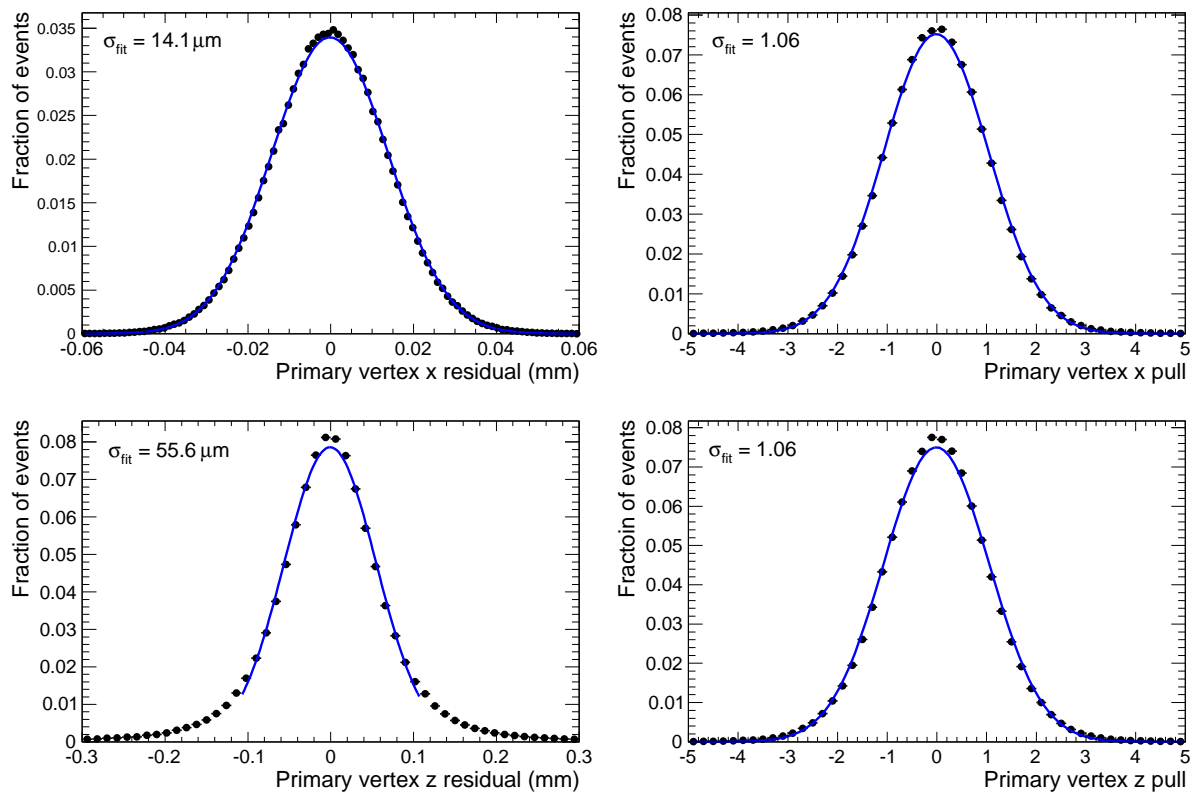 σfit = 14.1 μm
Fraction of events
0.035
0.03
0.025
0.02
0.015
0.01
0.005
0
-0.06 -0.04 -0.02 0 0.02 0.04 0.06
Primary vertex x residual (mm)
σfit = 1.06
Fraction of events
0.08
0.07
0.06
0.05
0.04
0.03
0.02
0.01
0
-5 -4 -3 -2 -1 0 1 2 3 4 5
Primary vertex x pull
σfit = 55.6 μm
Fraction of events
0.08
0.07
0.06
0.05
0.04
0.03
0.02
0.01
0
-0.3 -0.2 -0.1 0 0.1 0.2 0.3
Primary vertex z residual (mm)
σfit = 1.06
Fractoin of events
0.08
0.07
0.06
0.05
0.04
0.03
0.02
0.01
0
-5 -4 -3 -2 -1 0 1 2 3 4 5
Primary vertex z pull